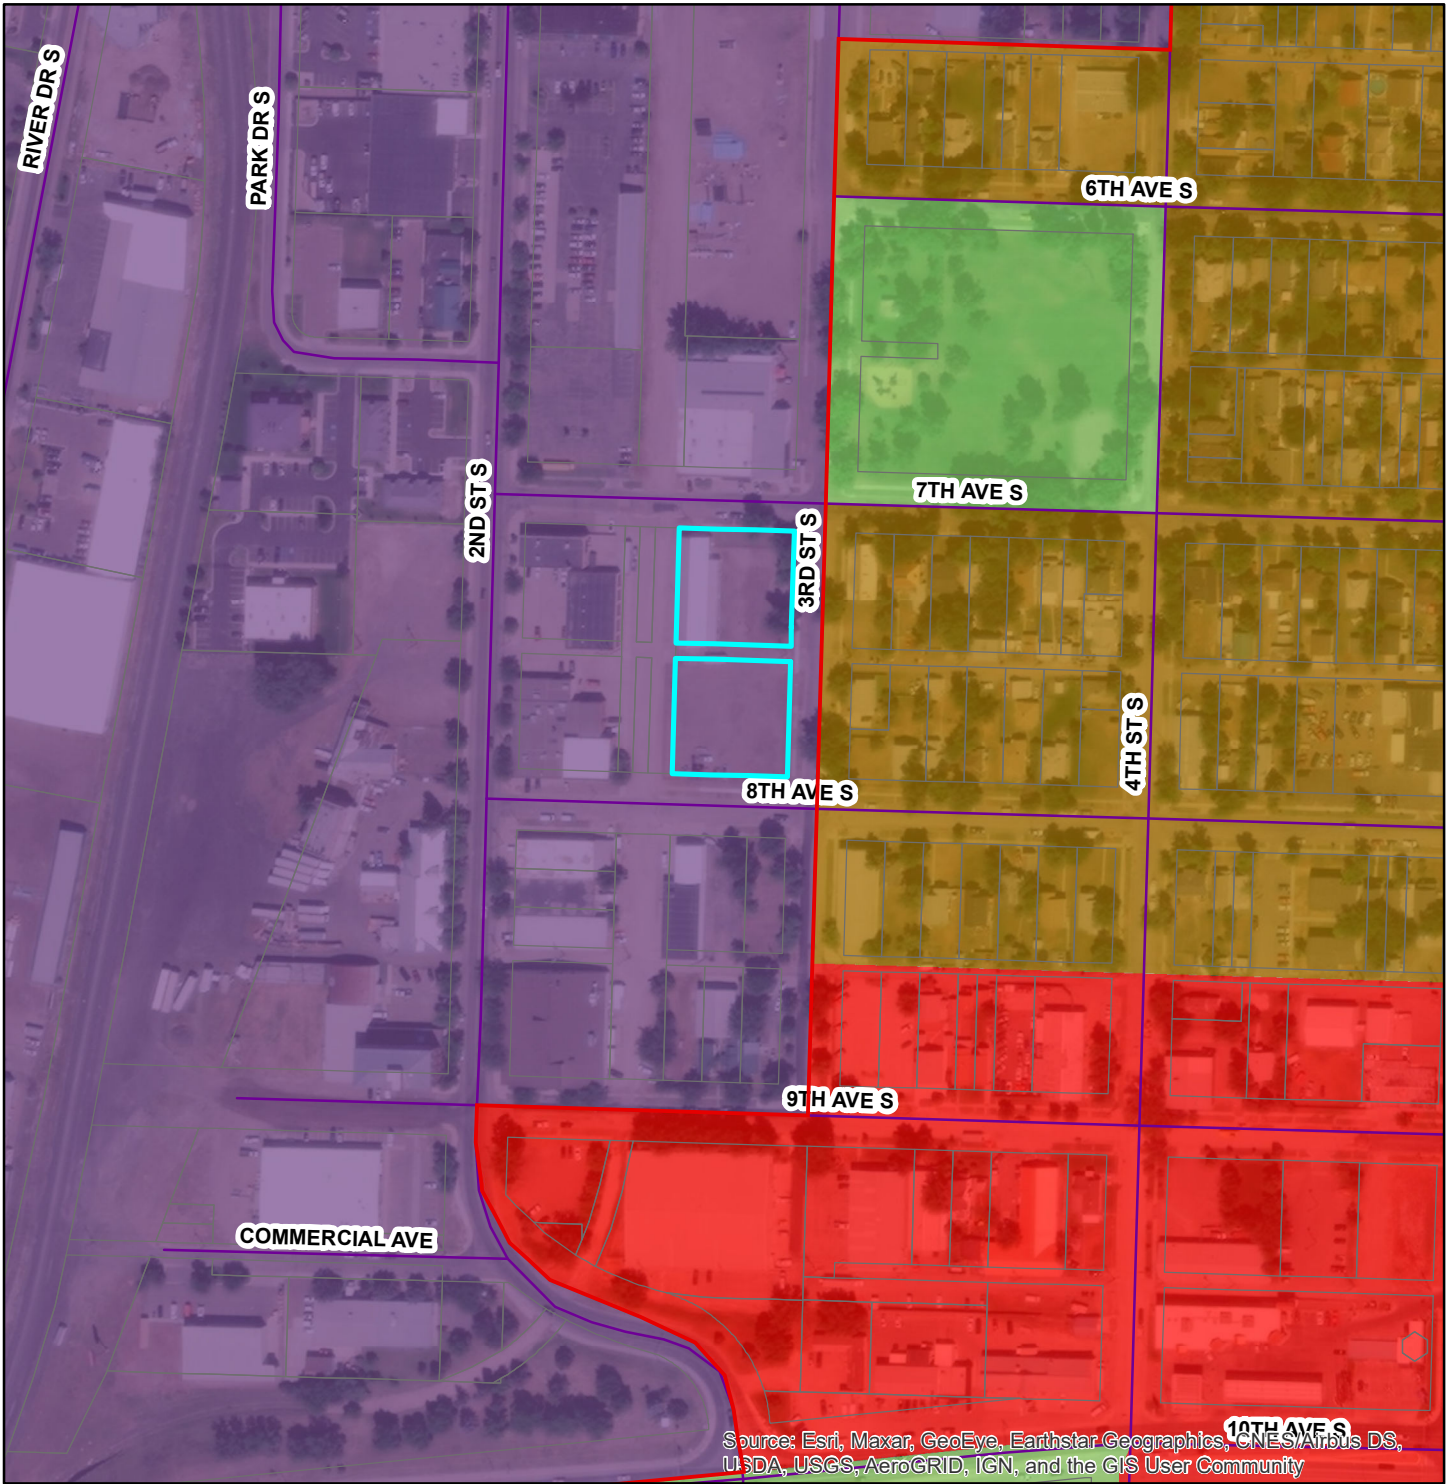 RIVER DR S
PARK DR S
6TH AVE S
7TH AVE S
2ND ST S
3RD ST S
4TH ST S
8TH AVE S
9TH AVE S
COMMERCIAL AVE
10TH AVE S
Source: Esri, Maxar, GeoEye, Earthstar Geographics, CNES/Airbus DS,
USDA, USGS, AeroGRID, IGN, and the GIS User Community